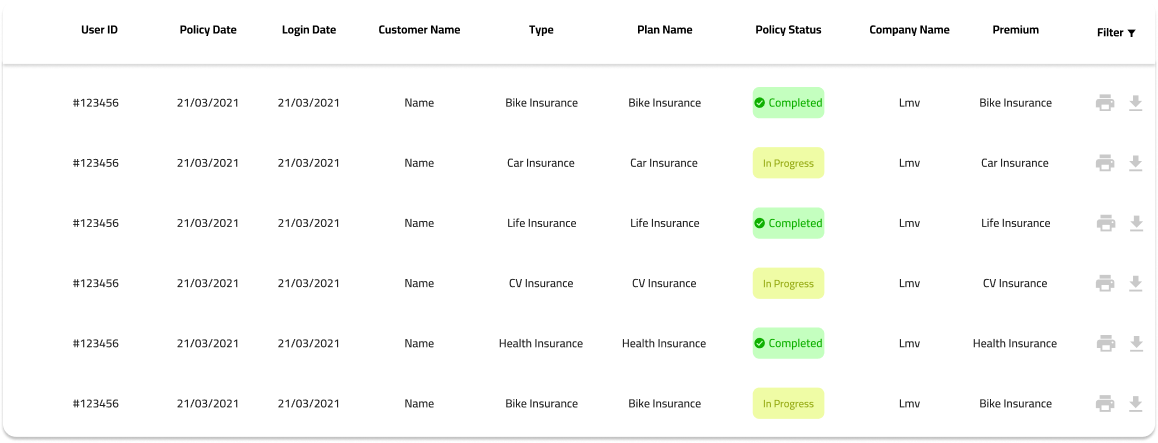 User ID Policy Date Login Date Customer Name Type Plan Name Policy Status Company Name Premium Filter
#123456 21/03/2021 21/03/2021 Name Bike Insurance Bike Insurance Completed Lmv Bike Insurance
#123456 21/03/2021 21/03/2021 Name Car Insurance Car Insurance In Progress Lmv Car Insurance
#123456 21/03/2021 21/03/2021 Name Life Insurance Life Insurance Completed Lmv Life Insurance
#123456 21/03/2021 21/03/2021 Name CV Insurance CV Insurance In Progress Lmv CV Insurance
#123456 21/03/2021 21/03/2021 Name Health Insurance Health Insurance Completed Lmv Health Insurance
#123456 21/03/2021 21/03/2021 Name Bike Insurance Bike Insurance In Progress Lmv Bike Insurance